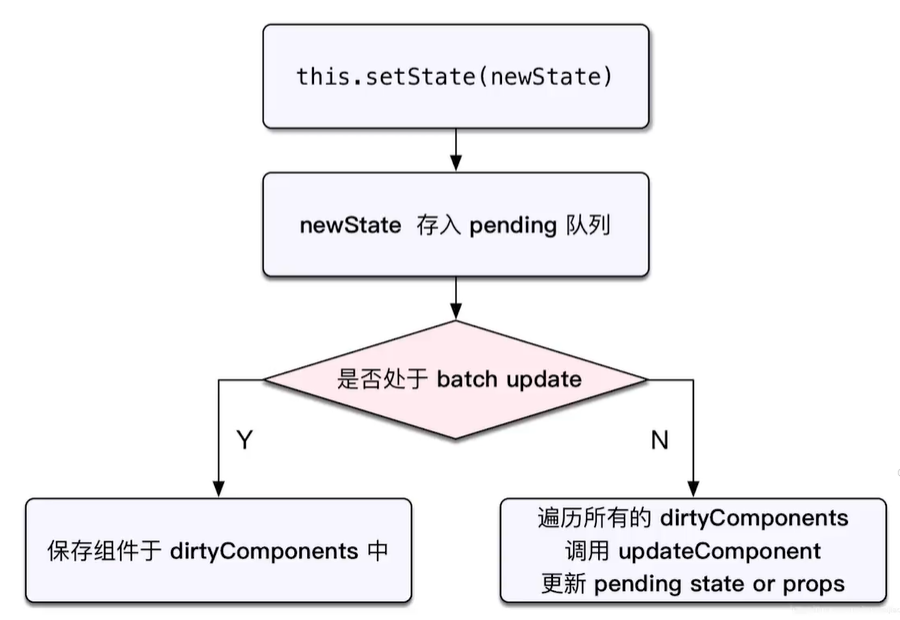 this.setState(newState)
newState 存入 pending 队列
是否处于 batch update
Y
N
保存组件于 dirtyComponents 中
遍历所有的 dirtyComponents
调用 updateComponent
更新 pending state or props